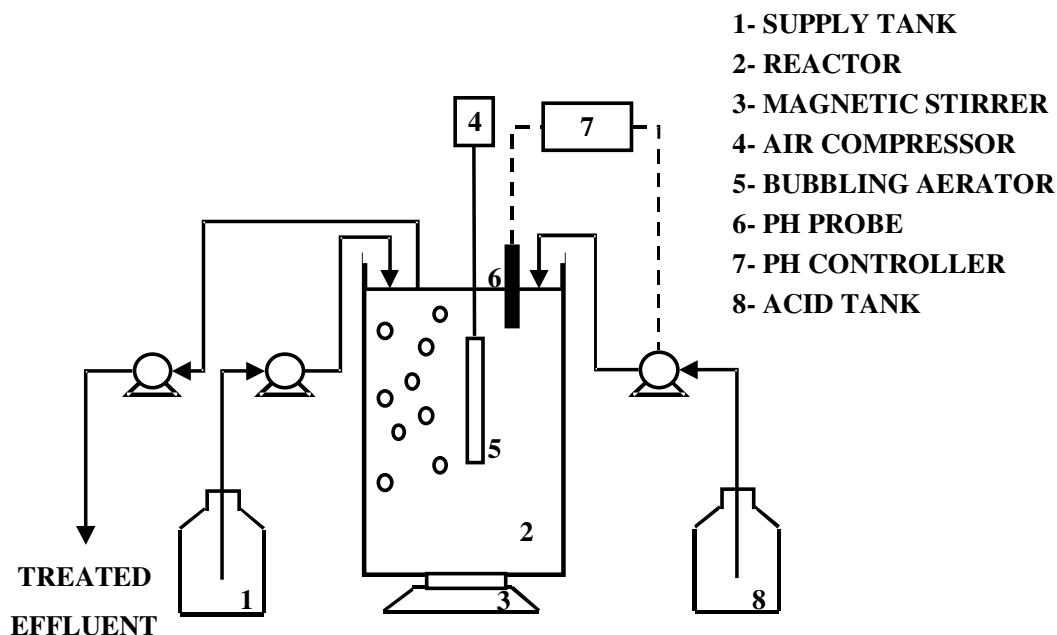 1- SUPPLY TANK
2- REACTOR
3- MAGNETIC STIRRER
4- AIR COMPRESSOR
5- BUBBLING AERATOR
6- PH PROBE
7- PH CONTROLLER
8- ACID TANK
4
7
6
5
2
1
3
8
TREATED
EFFLUENT